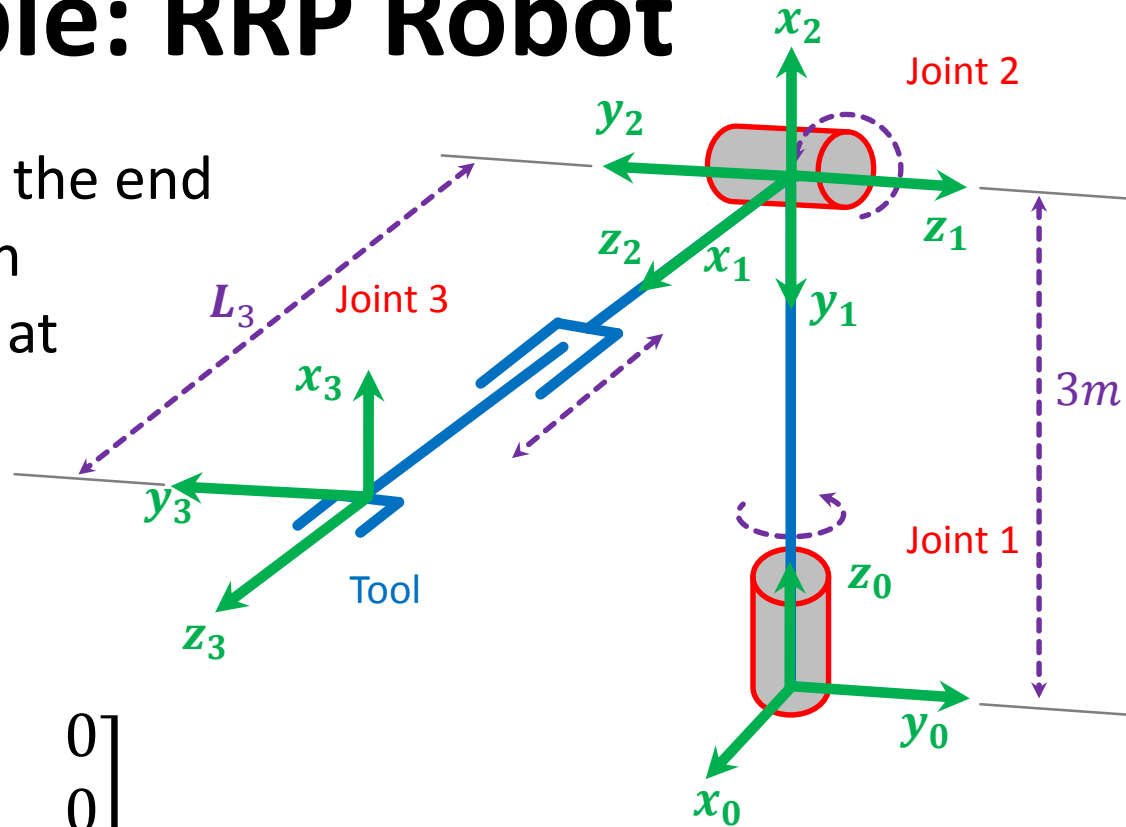 ple: RRP Robot
the end
at
x₂
Joint 2
y₂
z₁
z₂
x₁
y₁
L₃
Joint 3
3m
x₃
y₃
Joint 1
z₀
Tool
z₃
y₀
x₀
0]
0